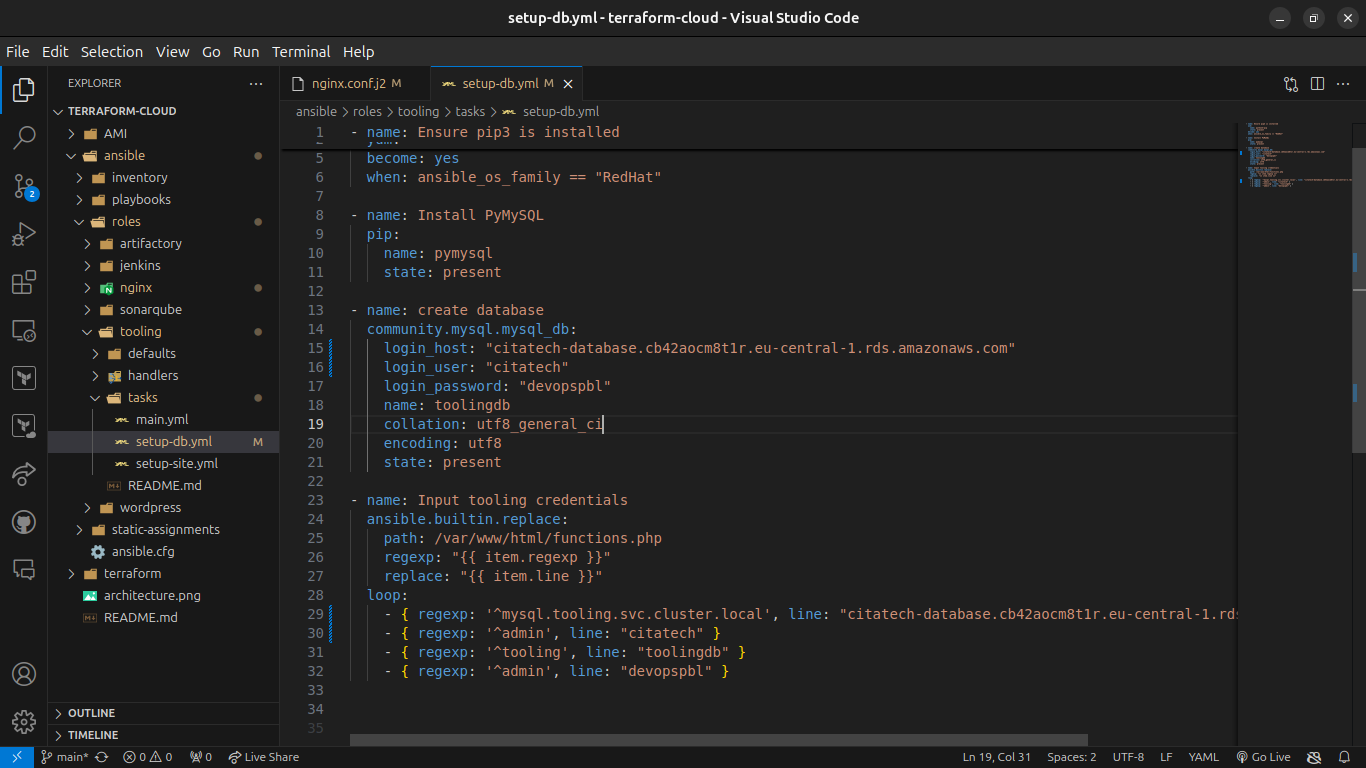 setup-db.yml - terraform-cloud - Visual Studio Code
File Edit Selection View Go Run Terminal Help
EXPLORER
TERRAFORM-CLOUD
AMI
ansible
inventory
playbooks
roles
artifactory
jenkins
nginx
sonarqube
tooling
defaults
handlers
tasks
main.yml
setup-db.yml M
setup-site.yml
README.md
wordpress
static-assignments
ansible.cfg
terraform
architecture.png
README.md
OUTLINE
TIMELINE
2
nginx.conf.j2 M
setup-db.yml M
ansible > roles > tooling > tasks > setup-db.yml
1 - name: Ensure pip3 is installed
5 become: yes
6 when: ansible_os_family == "RedHat"
7
8 - name: Install PyMySQL
9 pip:
10 name: pymysql
11 state: present
12
13 - name: create database
14 community.mysql.mysql_db:
15 login_host: "citatech-database.cb42aocm8t1r.eu-central-1.rds.amazonaws.com"
16 login_user: "citatech"
17 login_password: "devopspbl"
18 name: toolingdb
19 collation: utf8_general_ci
20 encoding: utf8
21 state: present
22
23 - name: Input tooling credentials
24 ansible.builtin.replace:
25 path: /var/www/html/functions.php
26 regexp: "{{ item.regexp }}"
27 replace: "{{ item.line }}"
28 loop:
29 - { regexp: '^mysql.tooling.svc.cluster.local', line: "citatech-database.cb42aocm8t1r.eu-central-1.rds
30 - { regexp: '^admin', line: "citatech" }
31 - { regexp: '^tooling', line: "toolingdb" }
32 - { regexp: '^admin', line: "devopspbl" }
33
34
35
main* 0 0 0 Live Share Ln 19, Col 31 Spaces: 2 UTF-8 LF YAML Go Live